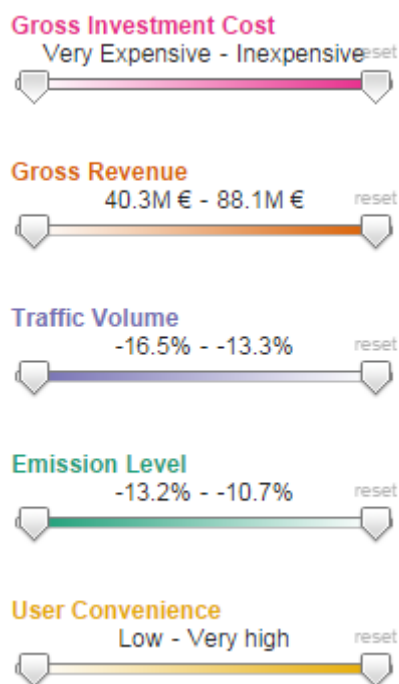 Gross Investment Cost
Very Expensive - Inexpensive reset
Gross Revenue
40.3M € - 88.1M € reset
Traffic Volume
-16.5% - -13.3% reset
Emission Level
-13.2% - -10.7% reset
User Convenience
Low - Very high reset